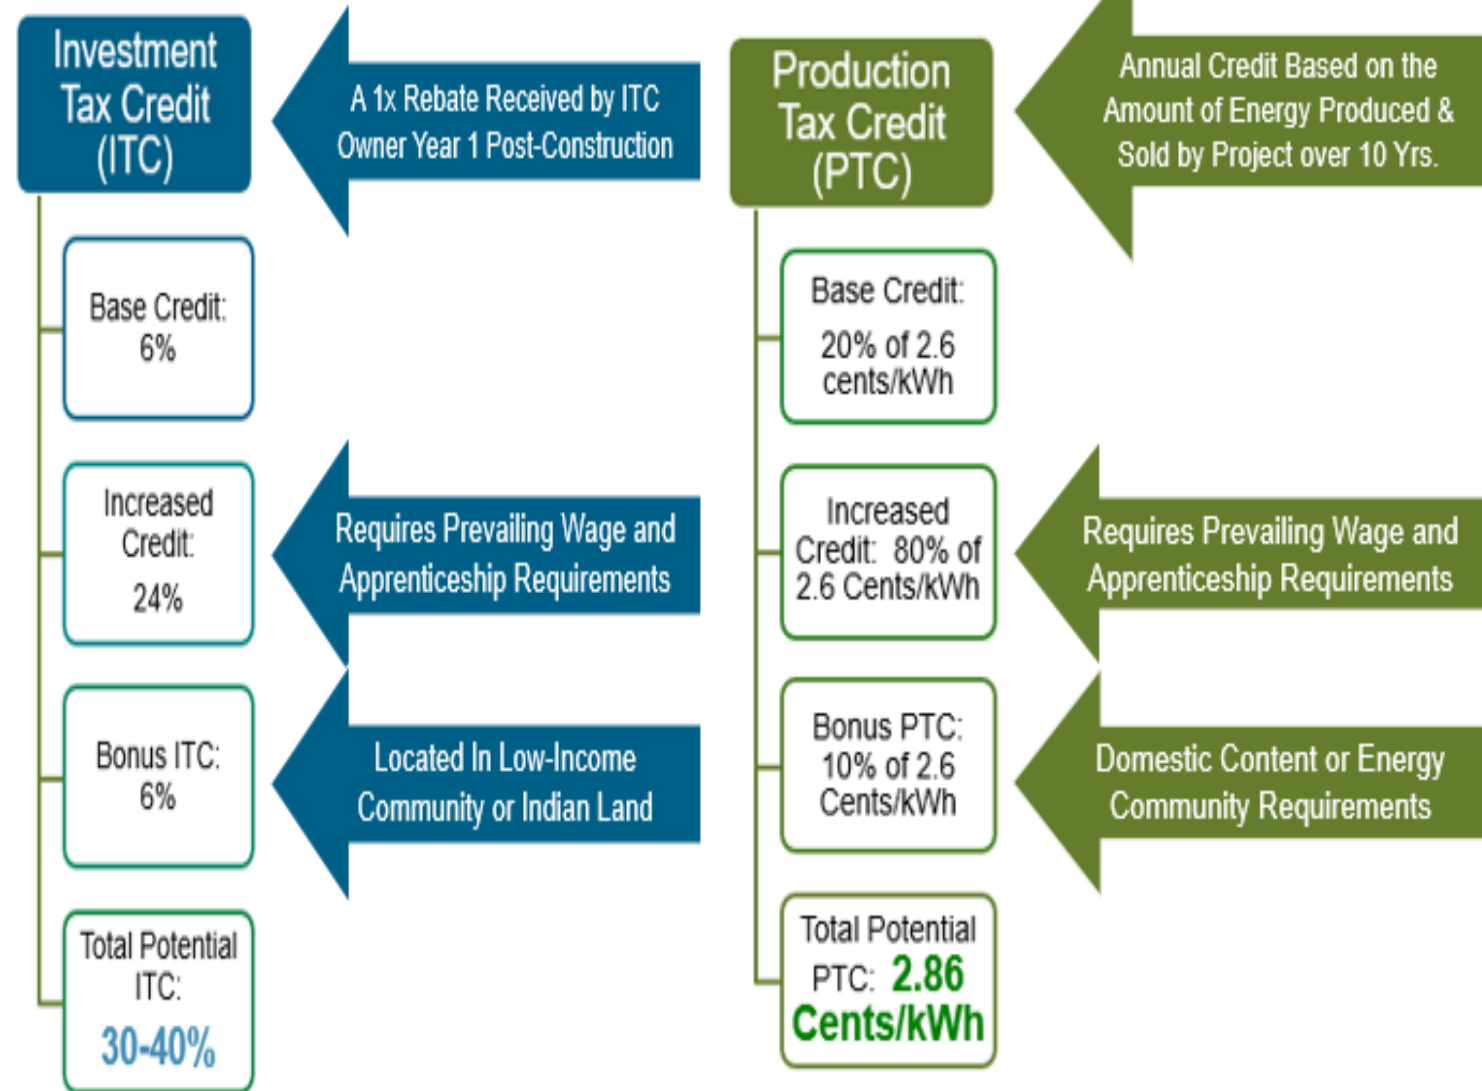 Investment
Tax Credit
(ITC)
A 1x Rebate Received by ITC
Owner Year 1 Post-Construction
Base Credit:
6%
Increased
Credit:
24%
Requires Prevailing Wage and
Apprenticeship Requirements
Bonus ITC:
6%
Located In Low-Income
Community or Indian Land
Total Potential
ITC:
30-40%
Production
Tax Credit
(PTC)
Annual Credit Based on the
Amount of Energy Produced &
Sold by Project over 10 Yrs.
Base Credit:
20% of 2.6
cents/kWh
Increased
Credit: 80% of
2.6 Cents/kWh
Requires Prevailing Wage and
Apprenticeship Requirements
Bonus PTC:
10% of 2.6
Cents/kWh
Domestic Content or Energy
Community Requirements
Total Potential
PTC: 2.86
Cents/kWh